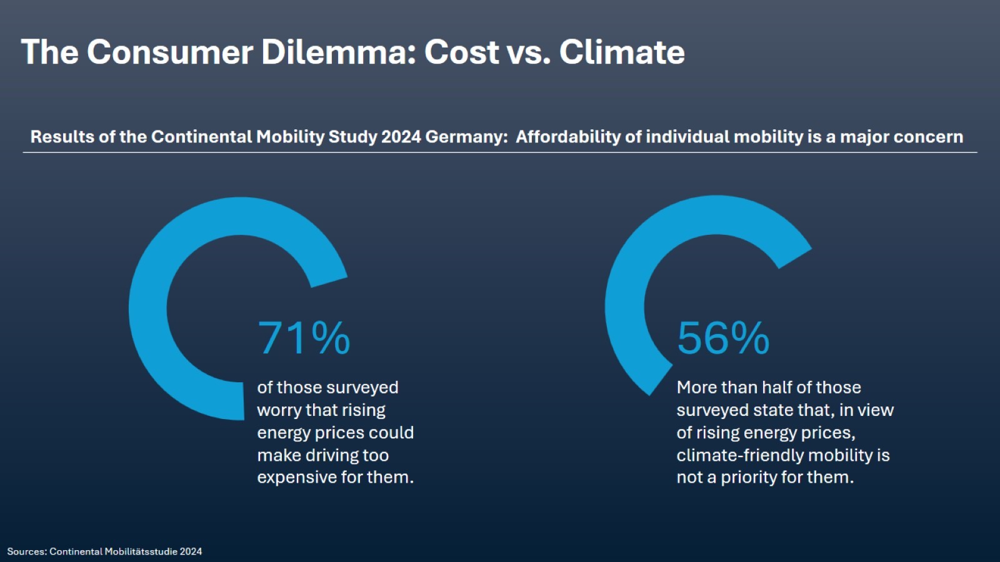 The Consumer Dilemma: Cost vs. Climate
Results of the Continental Mobility Study 2024 Germany:  Affordability of individual mobility is a major concern
71%
of those surveyed
worry that rising
energy prices could
make driving too
expensive for them.
56%
More than half of those
surveyed state that, in view
of rising energy prices,
climate-friendly mobility is
not a priority for them.
Sources: Continental Mobilitätsstudie 2024